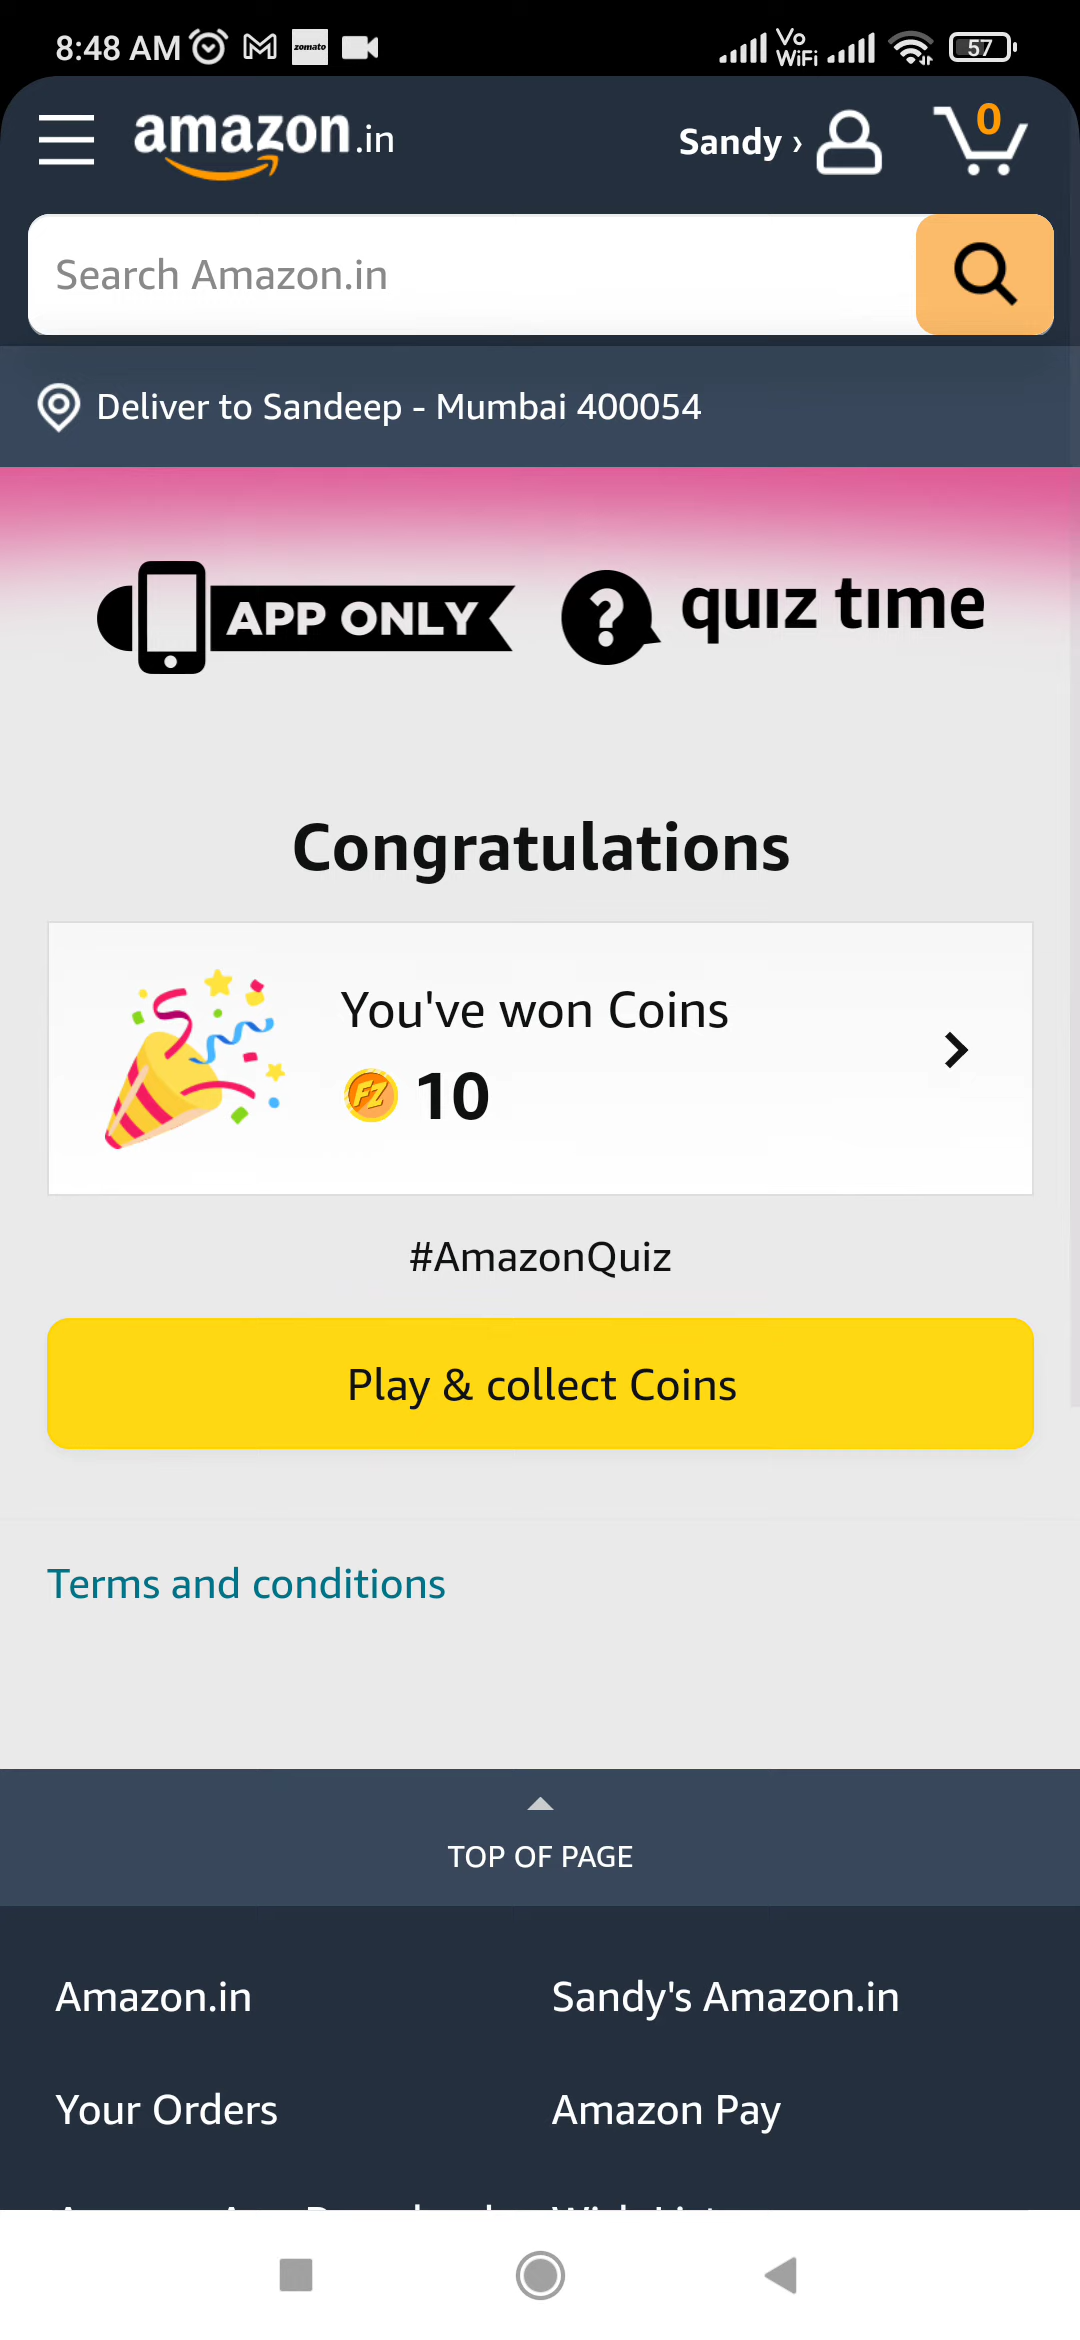 8:48 AM zomato Vo WiFi 57
amazon.in Sandy › 0
Search Amazon.in
Deliver to Sandeep - Mumbai 400054
APP ONLY ? quiz time
Congratulations
You've won Coins
FZ 10
#AmazonQuiz
Play & collect Coins
Terms and conditions
TOP OF PAGE
Amazon.in Sandy's Amazon.in
Your Orders Amazon Pay